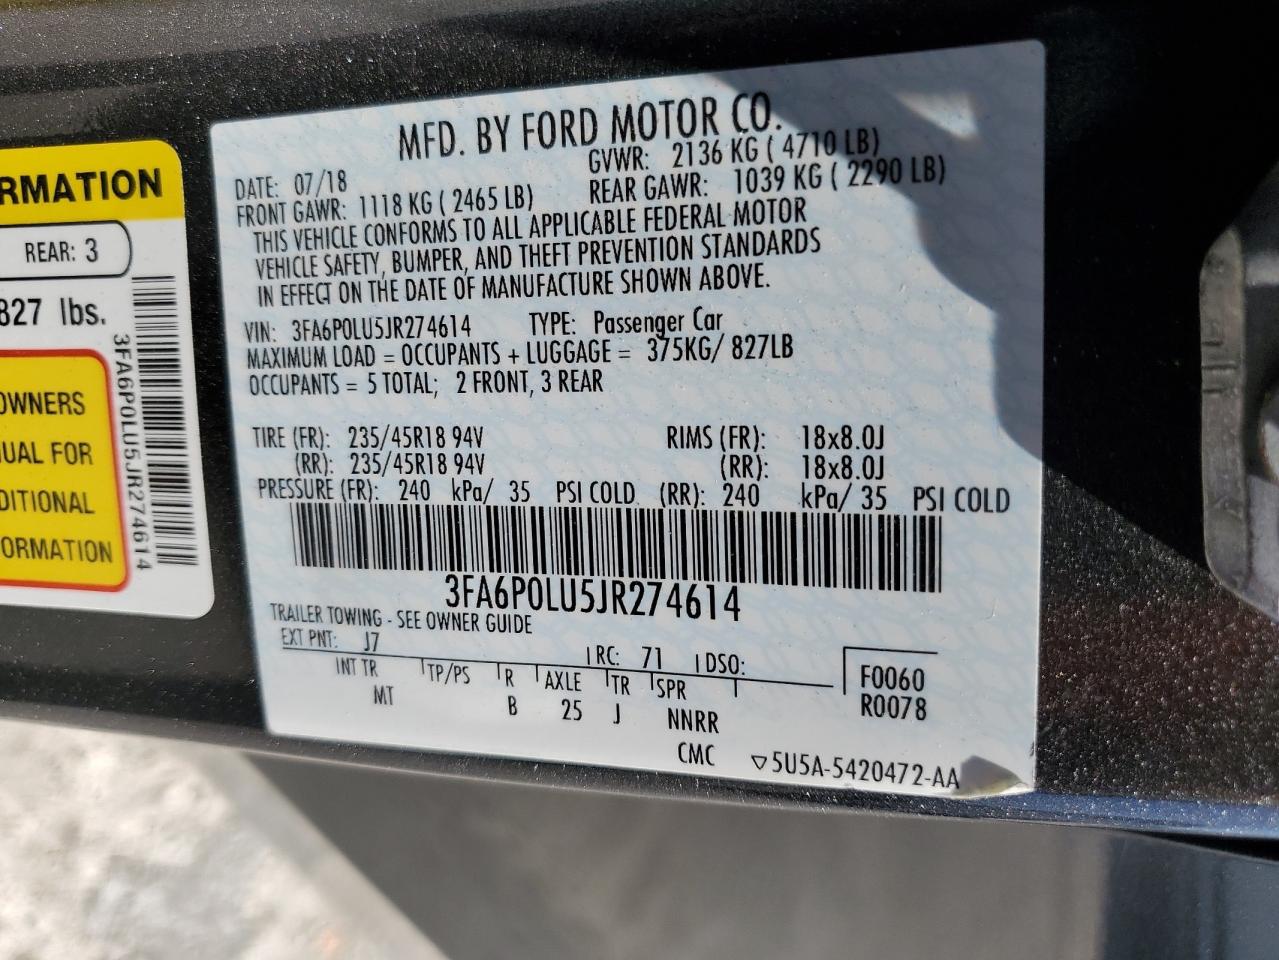 RMATION
REAR: 3
827 lbs.
OWNERS
UAL FOR
DITIONAL
ORMATION
3FA6P0LU5JR274614
MFD. BY FORD MOTOR CO.
DATE: 07/18 GVWR: 2136 KG ( 4710 LB)
FRONT GAWR: 1118 KG ( 2465 LB) REAR GAWR: 1039 KG ( 2290 LB)
THIS VEHICLE CONFORMS TO ALL APPLICABLE FEDERAL MOTOR
VEHICLE SAFETY, BUMPER, AND THEFT PREVENTION STANDARDS
IN EFFECT ON THE DATE OF MANUFACTURE SHOWN ABOVE.
VIN: 3FA6P0LU5JR274614 TYPE: Passenger Car
MAXIMUM LOAD = OCCUPANTS + LUGGAGE = 375KG/ 827LB
OCCUPANTS = 5 TOTAL; 2 FRONT, 3 REAR
TIRE (FR): 235/45R18 94V RIMS (FR): 18x8.0J
(RR): 235/45R18 94V (RR): 18x8.0J
PRESSURE (FR): 240 kPa/ 35 PSI COLD (RR): 240 kPa/ 35 PSI COLD
3FA6P0LU5JR274614
TRAILER TOWING - SEE OWNER GUIDE
EXT PNT: J7 RC: 71 DSO:
INT TR TP/PS R AXLE TR SPR
MT B 25 J NNRR
F0060
R0078
CMC ▽5U5A-5420472-AA